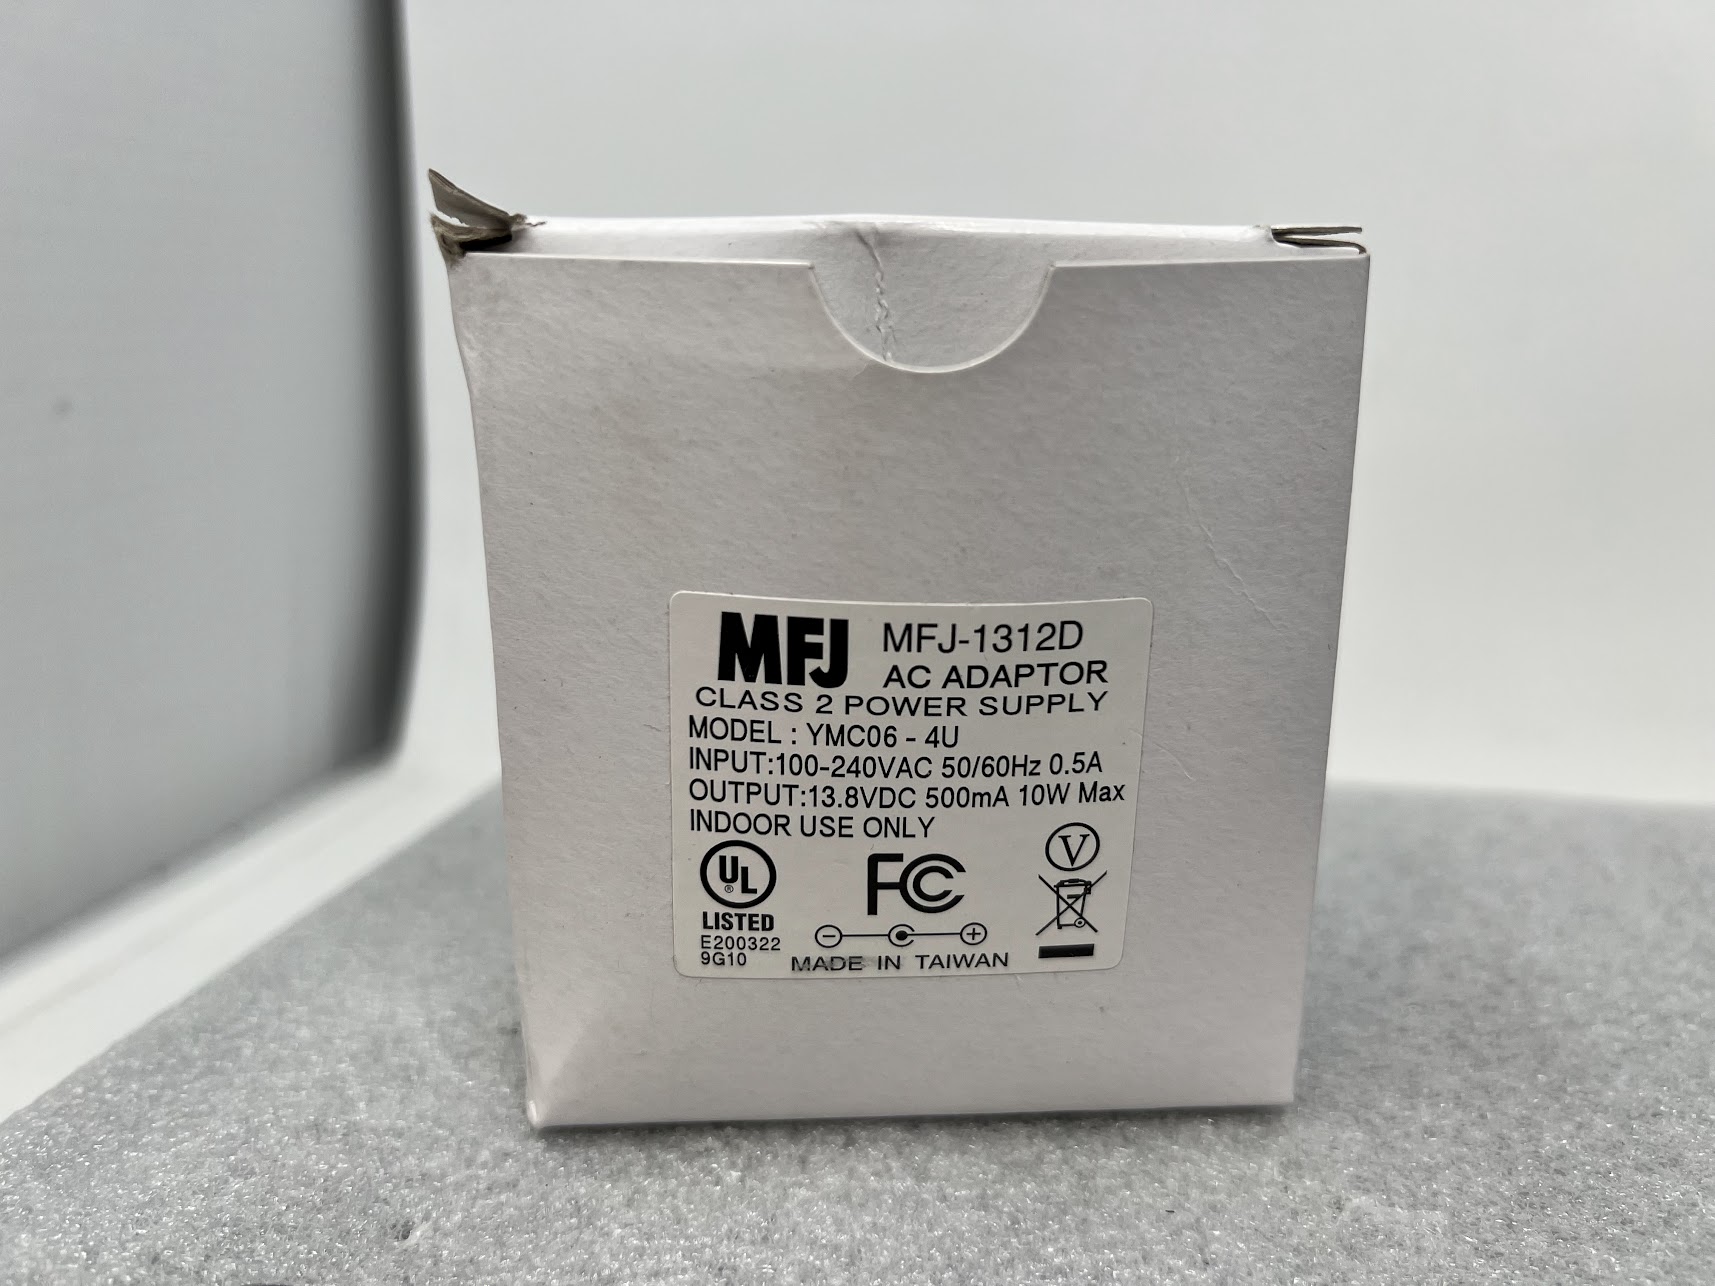 MFJ MFJ-1312D
AC ADAPTOR
CLASS 2 POWER SUPPLY
MODEL : YMC06 - 4U
INPUT:100-240VAC 50/60Hz 0.5A
OUTPUT:13.8VDC 500mA 10W Max
INDOOR USE ONLY
V
UL
®
FC
LISTED
E200322
9G10
- +
MADE IN TAIWAN